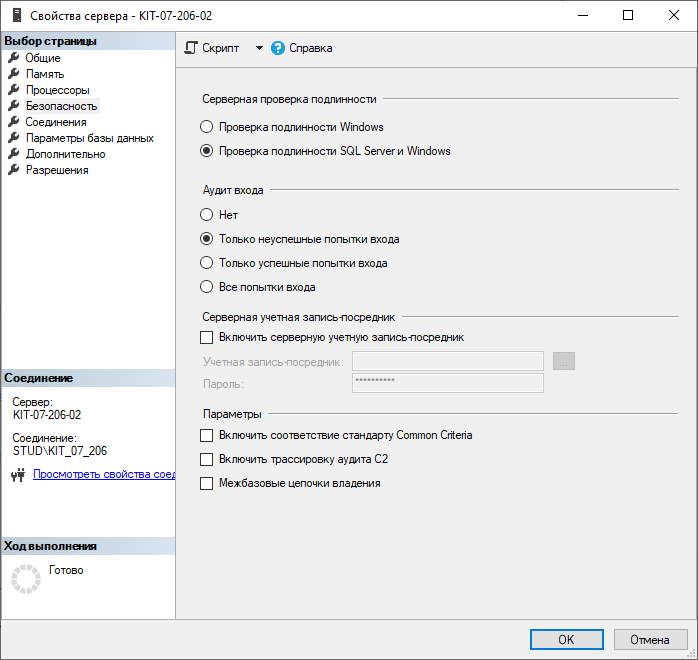 Свойства сервера - KIT-07-206-02
Выбор страницы
Общие
Память
Процессоры
Безопасность
Соединения
Параметры базы данных
Дополнительно
Разрешения
Соединение
Сервер:
KIT-07-206-02
Соединение:
STUD\KIT_07_206
Просмотреть свойства соед
Ход выполнения
Готово
Скрипт
Справка
Серверная проверка подлинности
Проверка подлинности Windows
Проверка подлинности SQL Server и Windows
Аудит входа
Нет
Только неуспешные попытки входа
Только успешные попытки входа
Все попытки входа
Серверная учетная запись-посредник
Включить серверную учетную запись-посредник
Учетная запись-посредник:
...
Пароль:
**********
Параметры
Включить соответствие стандарту Common Criteria
Включить трассировку аудита C2
Межбазовые цепочки владения
OK
Отмена